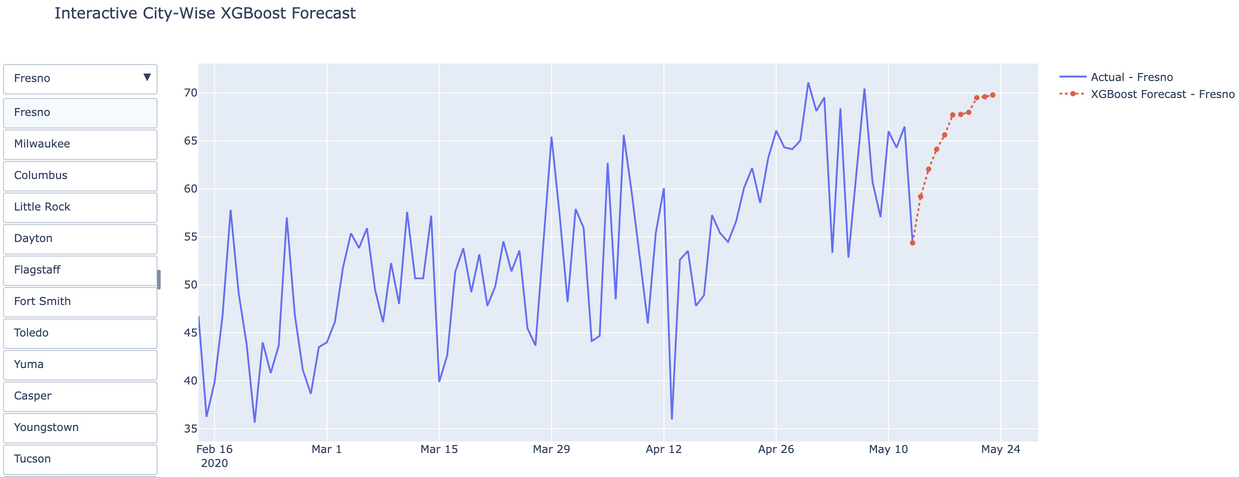 Interactive City-Wise XGBoost Forecast
Fresno ▼
Fresno
Milwaukee
Columbus
Little Rock
Dayton
Flagstaff
Fort Smith
Toledo
Yuma
Casper
Youngstown
Tucson
70
65
60
55
50
45
40
35
Feb 16
2020
Mar 1
Mar 15
Mar 29
Apr 12
Apr 26
May 10
May 24
Actual - Fresno
XGBoost Forecast - Fresno